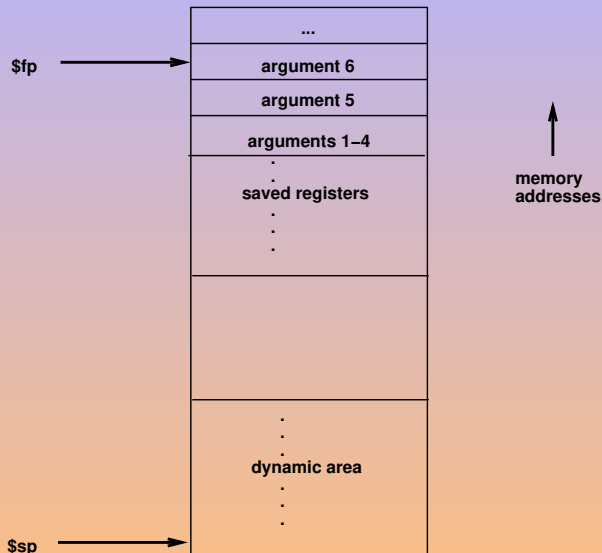 ...
$fp
argument 6
argument 5
arguments 1–4
saved registers
memory
addresses
dynamic area
$sp